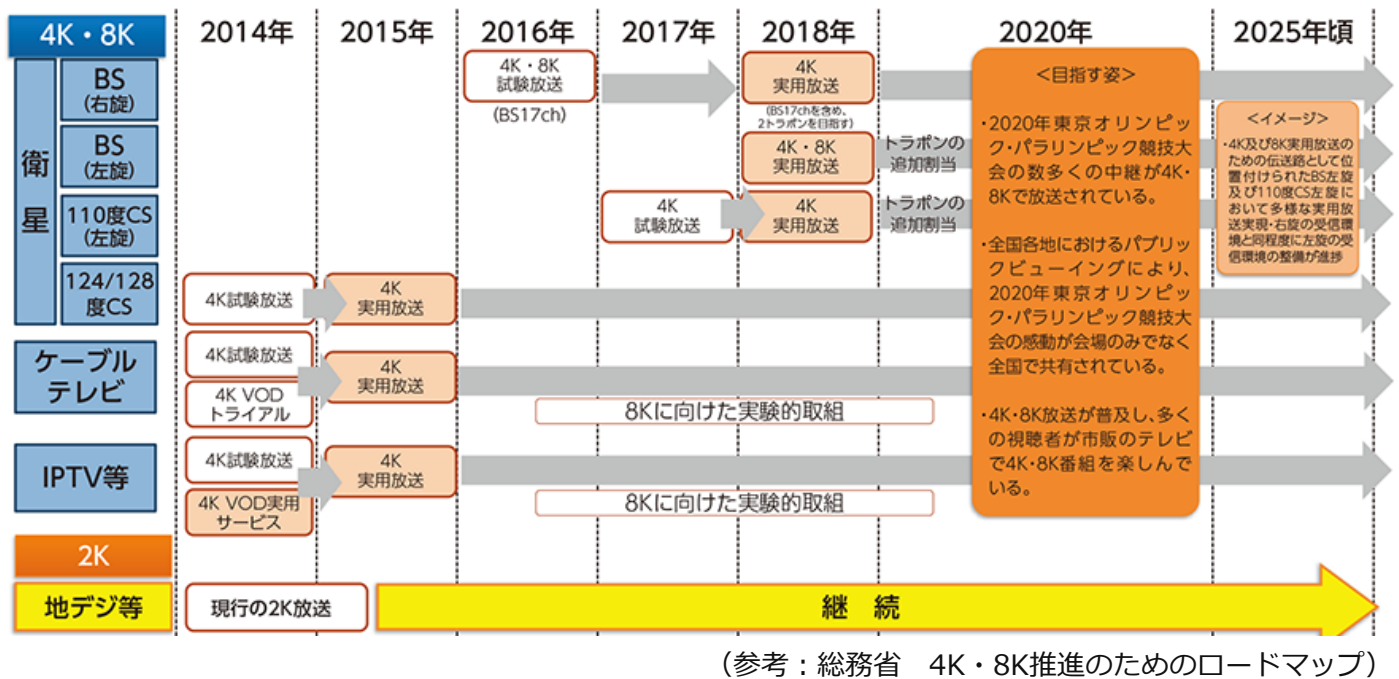 4K・8K
2014年
2015年
2016年
2017年
2018年
2020年
2025年頃
衛星
BS
(右旋)
4K・8K
試験放送
(BS17ch)
4K
実用放送
(BS17chを含め、
2トラポンを目指す)
BS
(左旋)
4K・8K
実用放送
トラポンの
追加割当
110度CS
(左旋)
4K
試験放送
4K
実用放送
トラポンの
追加割当
124/128
度CS
4K試験放送
4K
実用放送
ケーブル
テレビ
4K試験放送
4K VOD
トライアル
4K
実用放送
8Kに向けた実験的取組
IPTV等
4K試験放送
4K VOD実用
サービス
4K
実用放送
8Kに向けた実験的取組
＜目指す姿＞
・2020年東京オリンピッ
ク・パラリンピック競技大
会の数多くの中継が4K・
8Kで放送されている。
・全国各地におけるパブリッ
クビューイングにより、
2020年東京オリンピッ
ク・パラリンピック競技大
会の感動が会場のみでなく
全国で共有されている。
・4K・8K放送が普及し、多く
の視聴者が市販のテレビ
で4K・8K番組を楽しんで
いる。
＜イメージ＞
・4K及び8K実用放送の
ための伝送路として位
置付けられたBS左旋
及び110度CS左旋に
おいて多様な実用放
送実現・右旋の受信環
境と同程度に左旋の受
信環境の整備が進捗
2K
地デジ等
現行の2K放送
継 続
（参考：総務省 4K・8K推進のためのロードマップ）